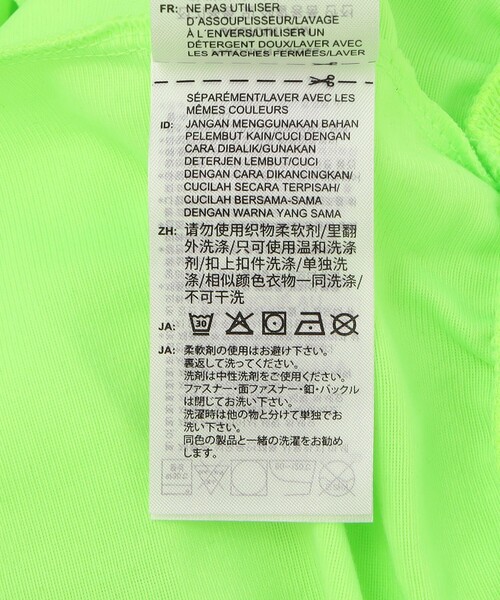 FR: NE PAS UTILISER
D´ASSOUPLISSEUR/LAVAGE
À L´ENVERS/UTILISER UN
DÉTERGENT DOUX/LAVER AVEC
LES ATTACHES FERMÉES/LAVER
SÉPARÉMENT/LAVER AVEC LES
MÊMES COULEURS
ID: JANGAN MENGGUNAKAN BAHAN
PELEMBUT KAIN/CUCI DENGAN
CARA DIBALIK/GUNAKAN
DETERJEN LEMBUT/CUCI
DENGAN CARA DIKANCINGKAN/
CUCILAH SECARA TERPISAH/
CUCILAH BERSAMA-SAMA
DENGAN WARNA YANG SAMA
ZH: 请勿使用织物柔软剂/里翻
外洗涤/只可使用温和洗涤
剂/扣上扣件洗涤/单独洗
涤/相似颜色衣物一同洗涤/
不可干洗
JA: 30
JA: 柔軟剤の使用はお避け下さい。
裏返して洗ってください。
洗剤は中性洗剤をご使用ください。
ファスナー・面ファスナー・釦・バックル
は閉じてお洗い下さい。
洗濯時は他の物と分けて単独でお
洗い下さい。
同色の製品と一緒の洗濯をお勧め
します。